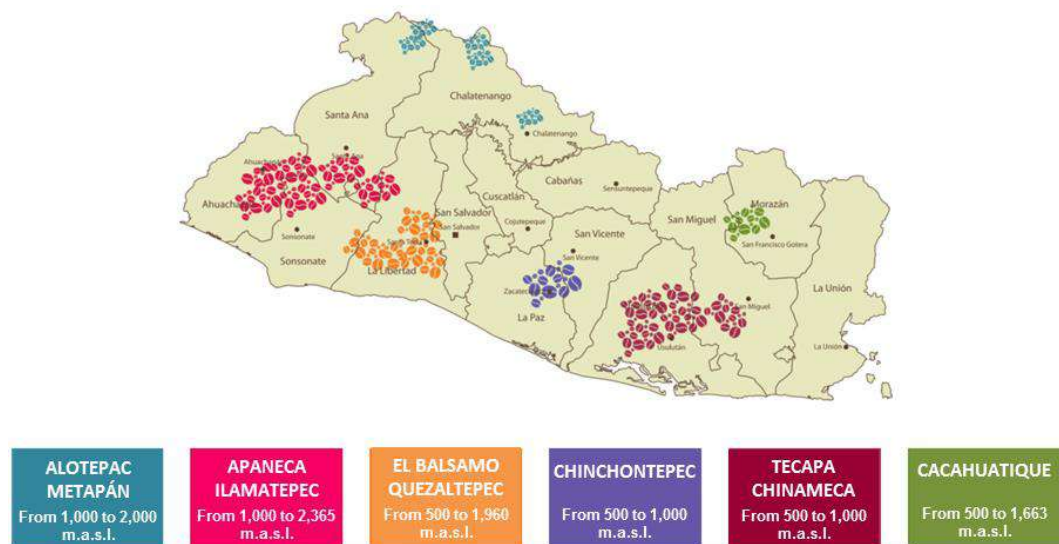 Chalatenango
Santa Ana
Chalatenango
Ahuachapán
Santa Ana
Cabañas
Sensuntepeque
Cuscatlán
Morazán
Ahuachapán
San Salvador
San Miguel
San Salvador
Cojutepeque
San Vicente
Sonsonate
Santa Tecla
San Francisco Gotera
San Vicente
Sonsonate
La Libertad
La Unión
San Miguel
La Paz
La Unión
Usulután
ALOTEPAC
METAPÁN
From 1,000 to 2,000
m.a.s.l.
APANECA
ILAMATEPEC
From 1,000 to 2,365
m.a.s.l.
EL BALSAMO
QUEZALTEPEC
From 500 to 1,960
m.a.s.l.
CHINCHONTEPEC
From 500 to 1,000
m.a.s.l.
TECAPA
CHINAMECA
From 500 to 1,000
m.a.s.l.
CACAHUATIQUE
From 500 to 1,663
m.a.s.l.